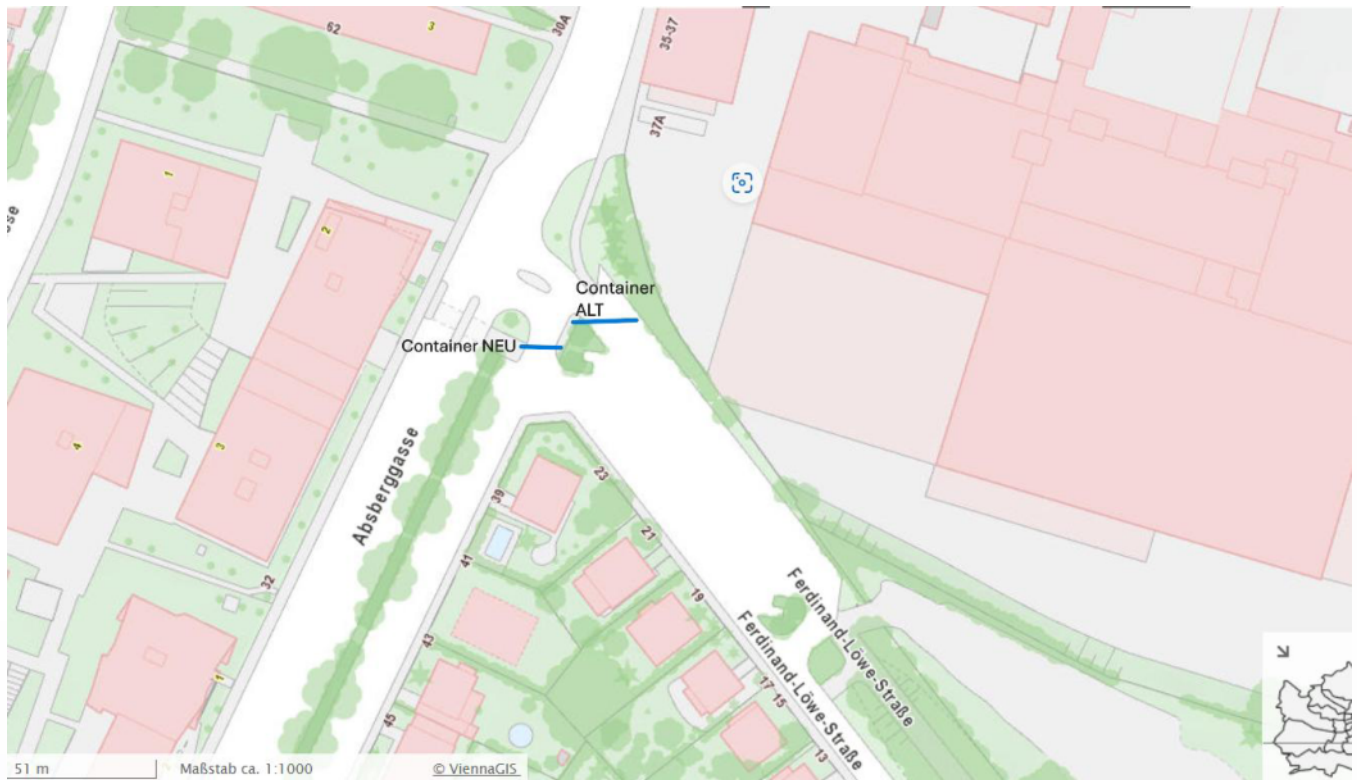 62
3
30A
35-37
37A
1
sse
2
Container
ALT
Container NEU
4
3
Absberggasse
23
39
21
41
32
19
43
Ferdinand-Löwe-Straße
Ferdinand-Löwe-Straße
1
17
15
45
13
51 m
Maßstab ca. 1:1000
© ViennaGIS